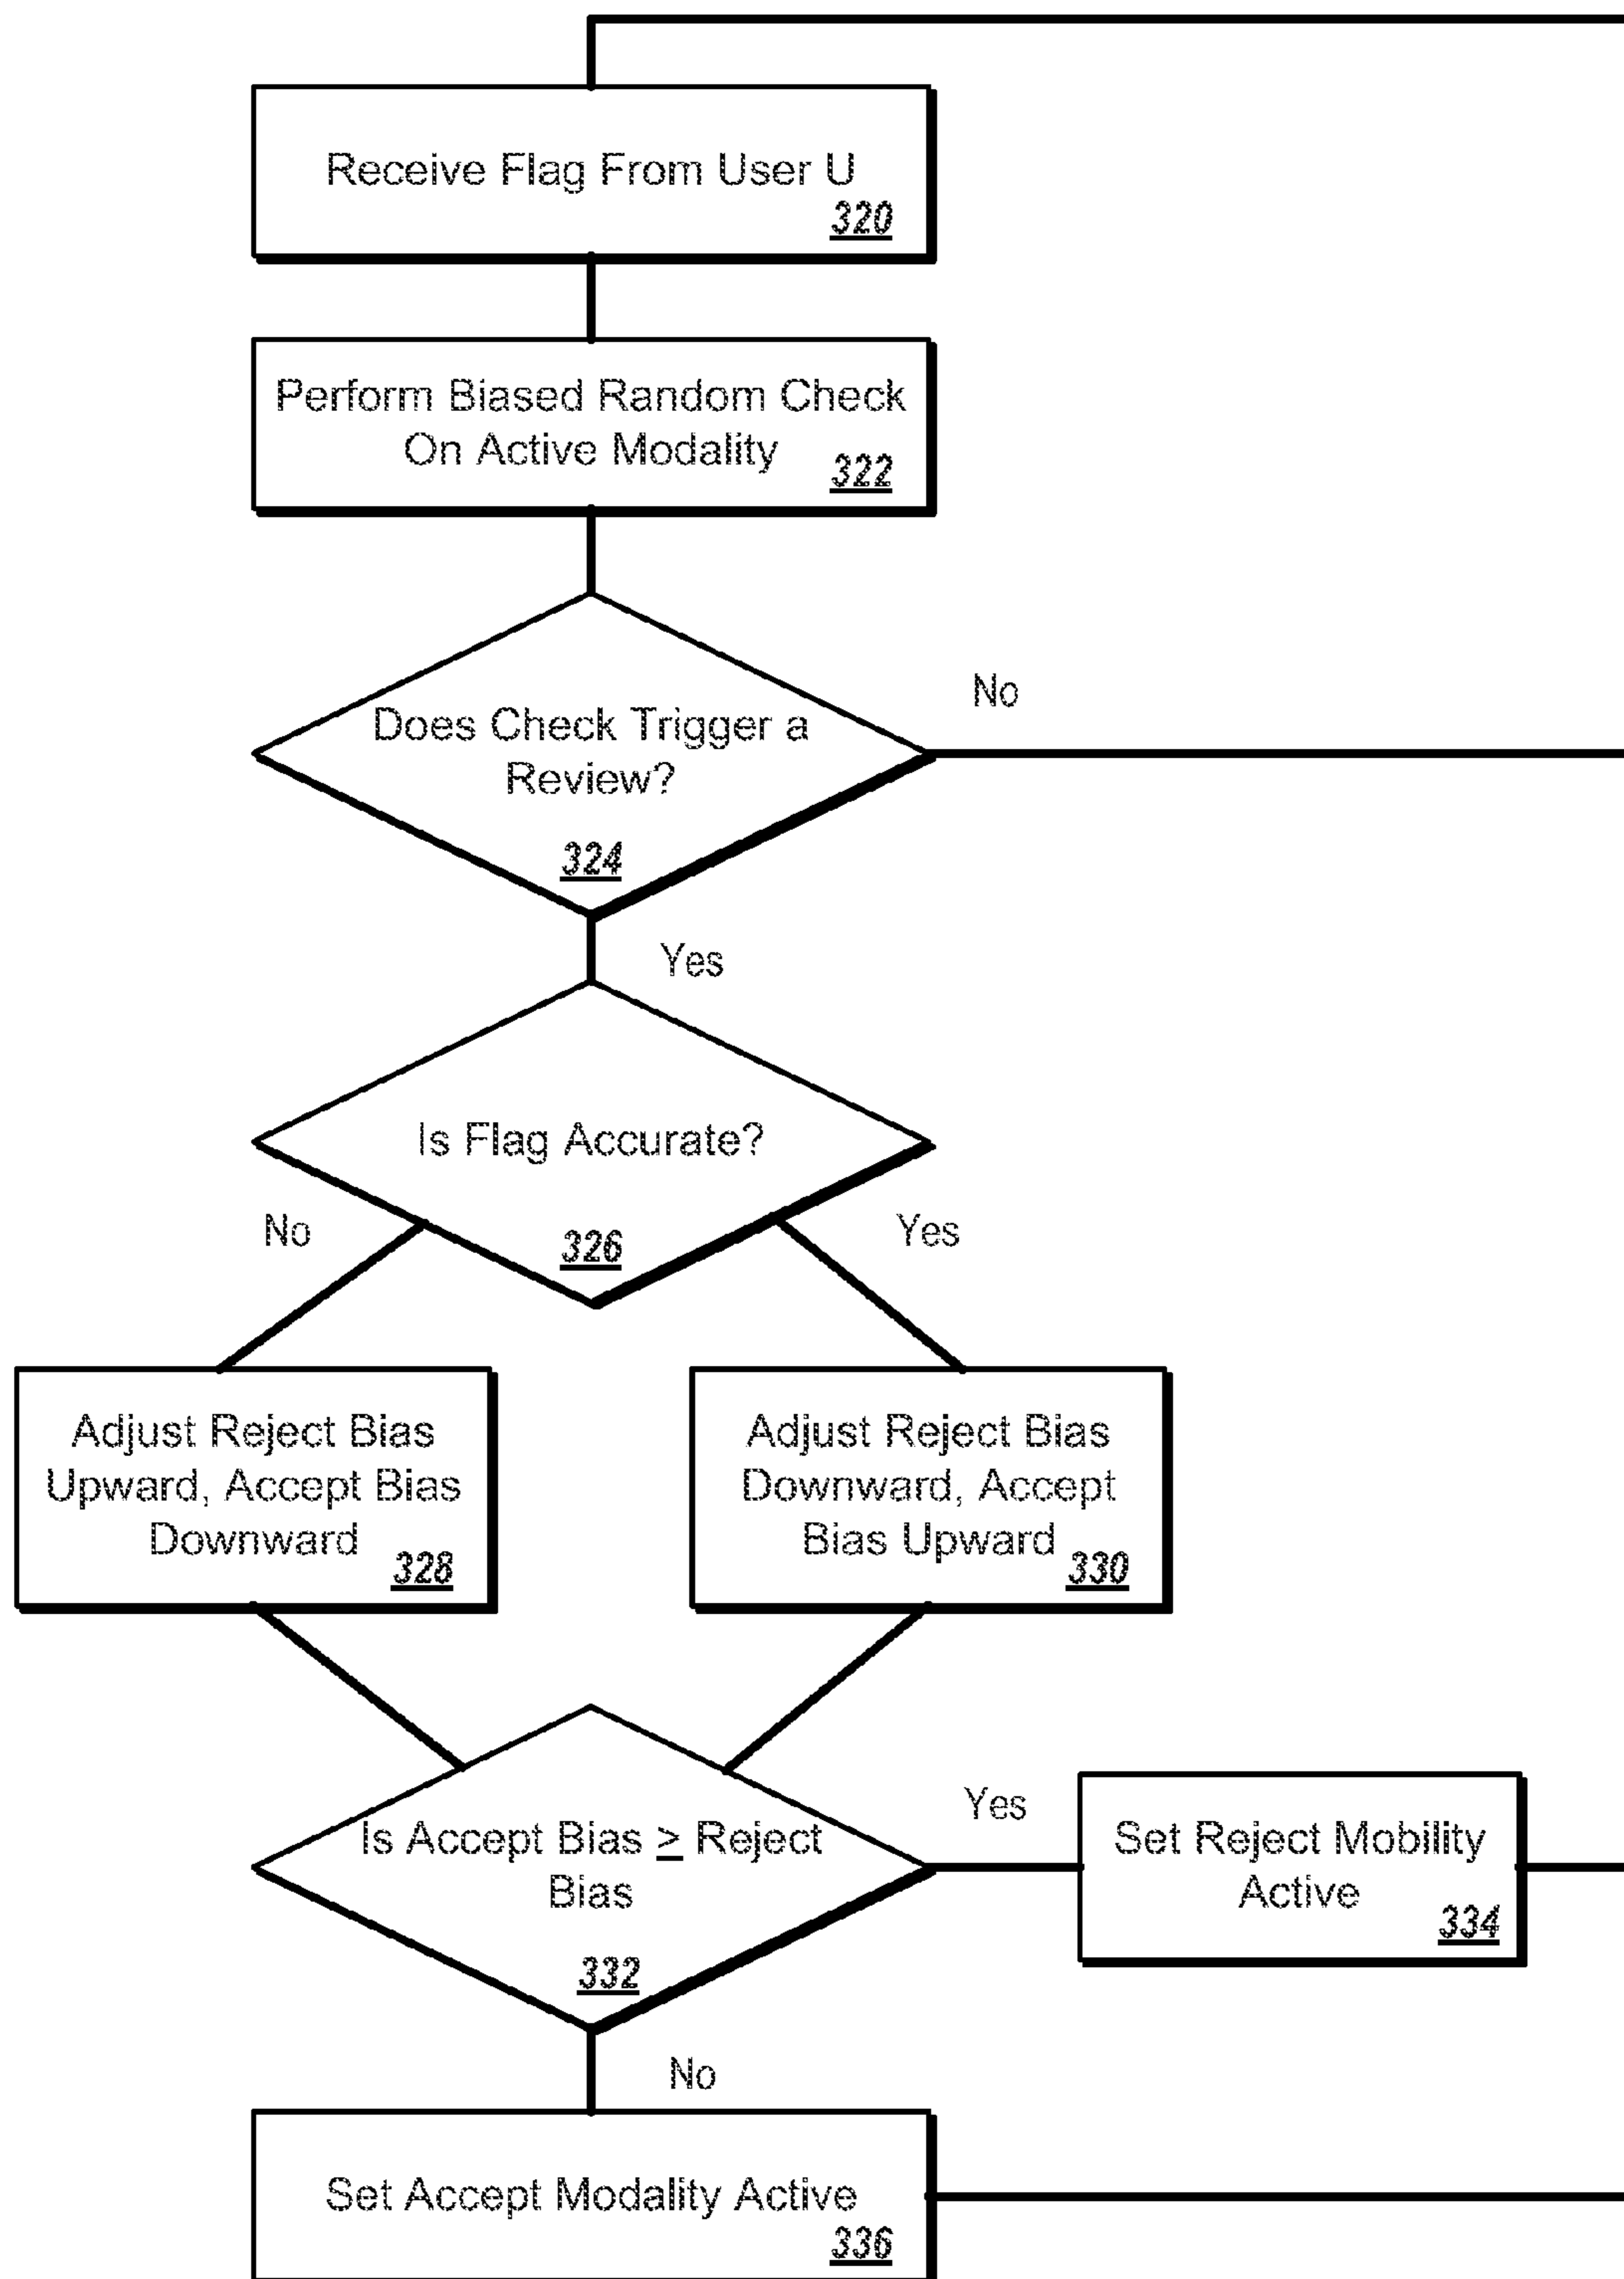 Receive Flag From User U
320
Perform Biased Random Check
On Active Modality
322
Does Check Trigger a
Review?
324
No
Yes
Is Flag Accurate?
326
No
Yes
Adjust Reject Bias
Upward, Accept Bias
Downward
328
Adjust Reject Bias
Downward, Accept
Bias Upward
330
Is Accept Bias ≥ Reject
Bias
332
Yes
Set Reject Mobility
Active
334
No
Set Accept Modality Active
336